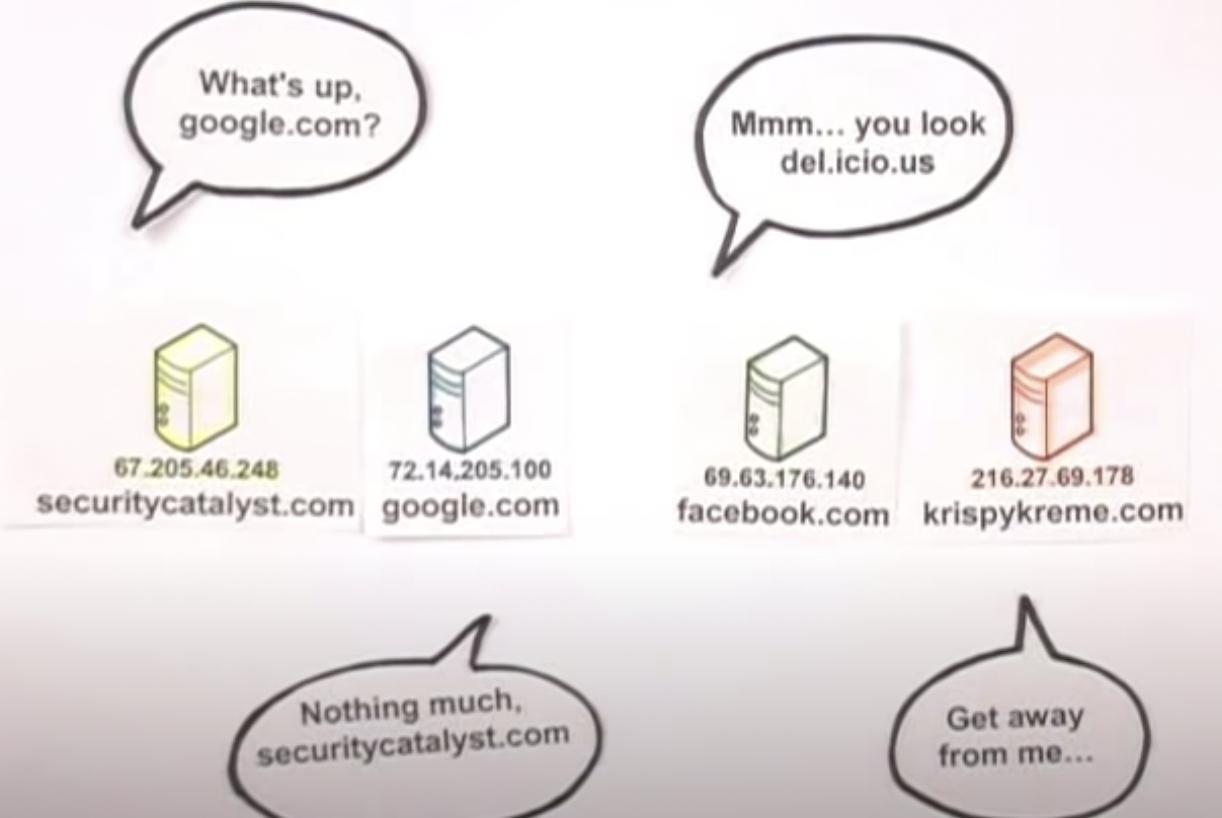 What's up,
google.com?
Mmm... you look
del.icio.us
67.205.46.248
securitycatalyst.com
72.14.205.100
google.com
69.63.176.140
facebook.com
216.27.69.178
krispykreme.com
Nothing much,
securitycatalyst.com
Get away
from me...